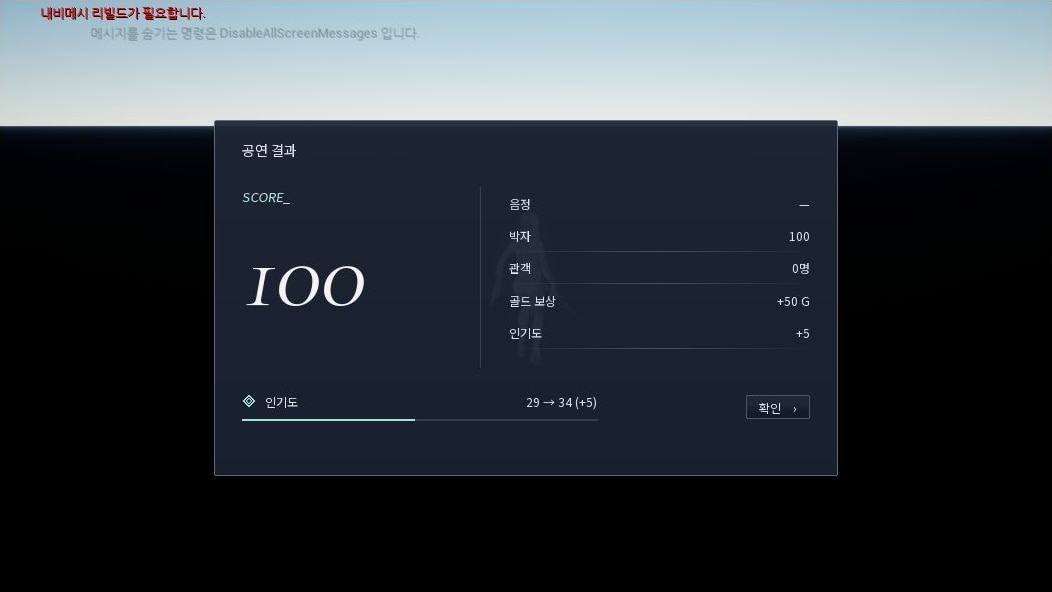 내비메시 리빌드가 필요합니다.
메시지를 숨기는 명령은 DisableAllScreenMessages 입니다.
공연 결과
SCORE_
100
음정 —
박자 100
관객 0명
골드 보상 +50 G
인기도 +5
인기도 29 → 34 (+5)
확인 ›